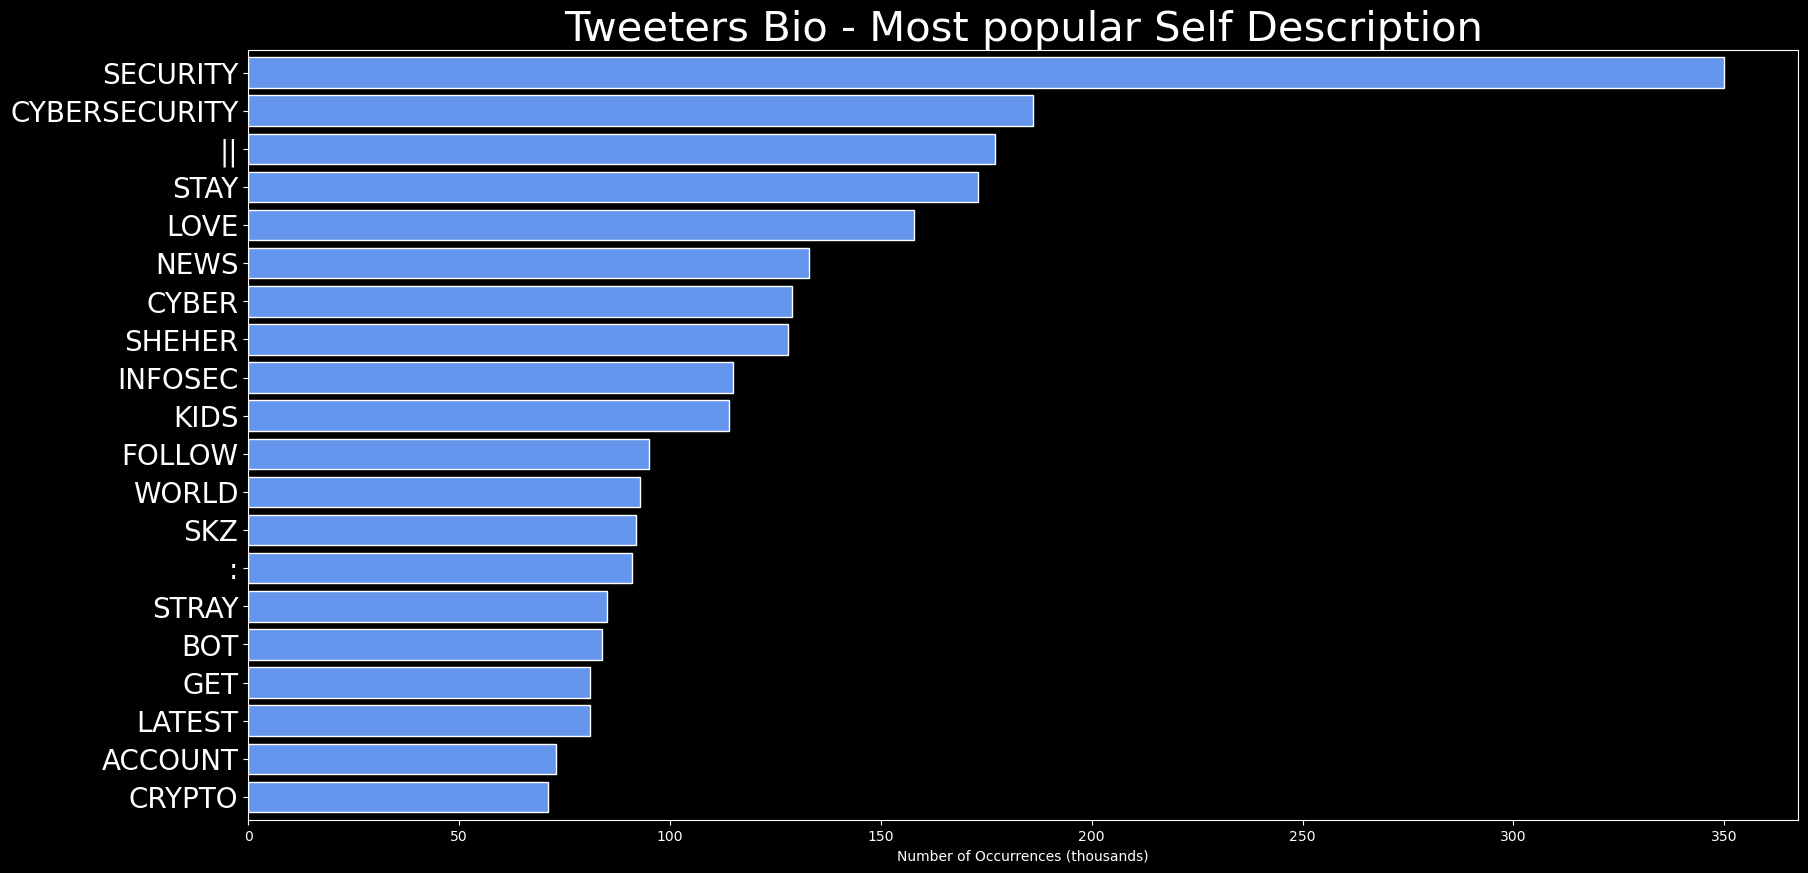 Tweeters Bio - Most popular Self Description
SECURITY
CYBERSECURITY
||
STAY
LOVE
NEWS
CYBER
SHEHER
INFOSEC
KIDS
FOLLOW
WORLD
SKZ
:
STRAY
BOT
GET
LATEST
ACCOUNT
CRYPTO
0 50 100 150 200 250 300 350
Number of Occurrences (thousands)